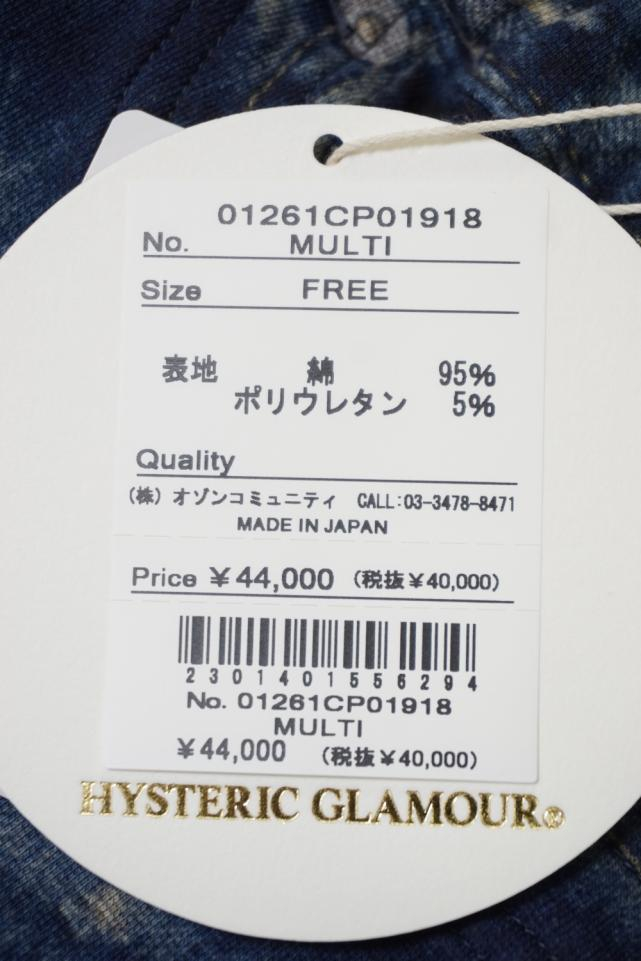 01261CP01918
No. MULTI
Size FREE
表地 綿 95%
ポリウレタン 5%
Quality
(株) オゾンコミュニティ CALL:03-3478-8471
MADE IN JAPAN
Price ¥44,000 (税抜¥40,000)
2301401556294
No. 01261CP01918
MULTI
¥44,000 (税抜¥40,000)
HYSTERIC GLAMOUR®